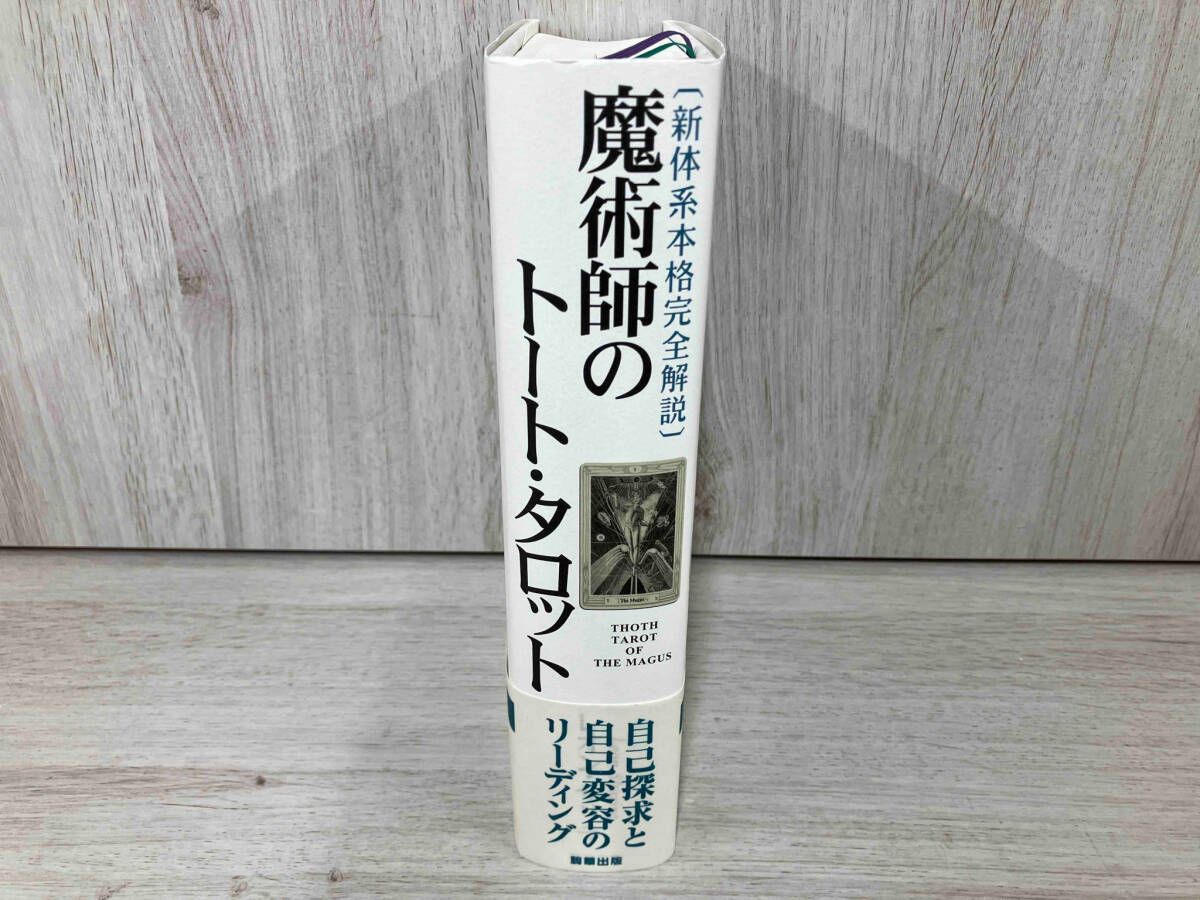 〔新体系本格完全解説〕
魔術師の
トート・タロット
I
The Magus
THOTH
TAROT
OF
THE MAGUS
自己探求と
自己変容の
リーディング
駒草出版